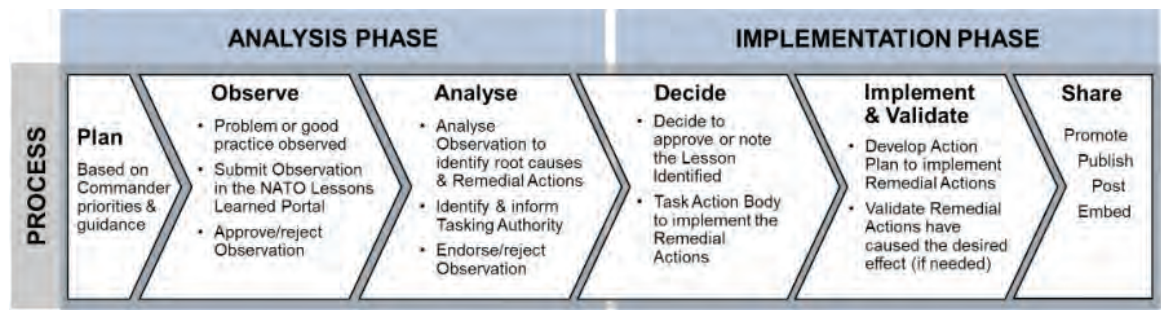 ANALYSIS PHASE
IMPLEMENTATION PHASE
PROCESS
Plan
Based on
Commander
priorities &
guidance
Observe
• Problem or good
practice observed
• Submit Observation
in the NATO Lessons
Learned Portal
• Approve/reject
Observation
Analyse
• Analyse
Observation to
identify root causes
& Remedial Actions
• Identify & inform
Tasking Authority
• Endorse/reject
Observation
Decide
• Decide to
approve or note
the Lesson
Identified
• Task Action Body
to implement the
Remedial
Actions
Implement
& Validate
• Develop Action
Plan to implement
Remedial Actions
• Validate Remedial
Actions have
caused the desired
effect (if needed)
Share
Promote
Publish
Post
Embed